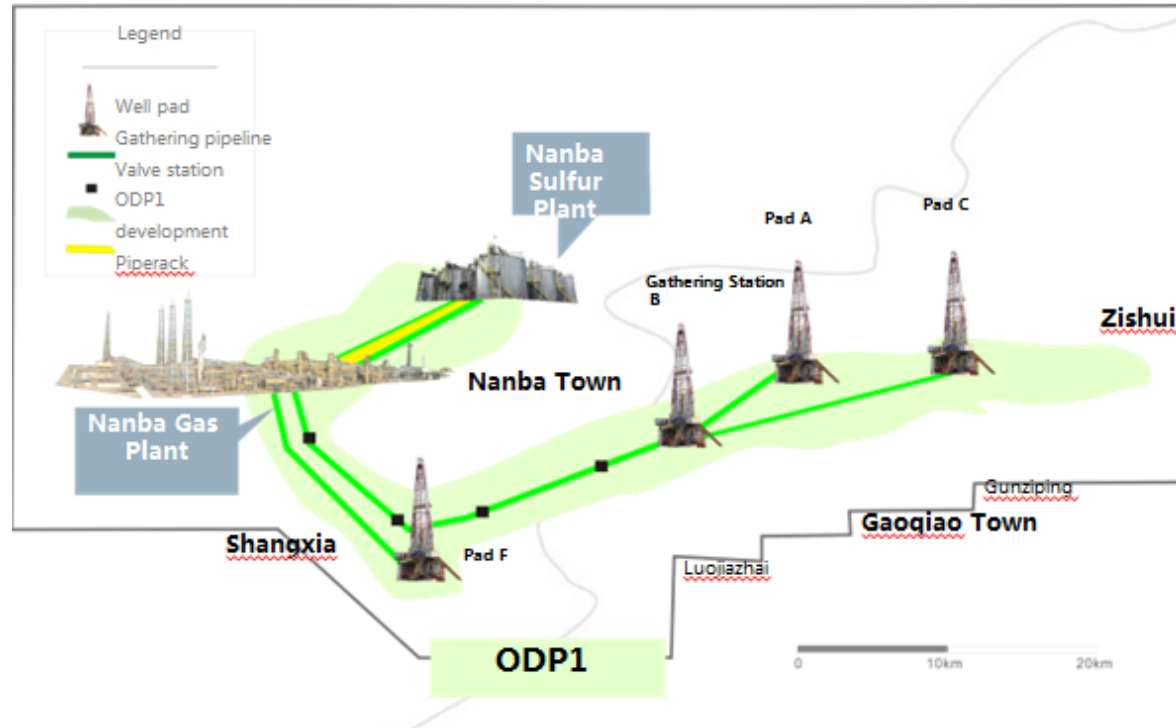 Legend
Well pad
Gathering pipeline
Valve station
ODP1
development
Piperack
Nanba
Sulfur
Plant
Pad A
Pad C
Gathering Station
B
Zishui
Nanba Town
Nanba Gas
Plant
Gunziping
Gaoqiao Town
Shangxia
Pad F
Luojiazhai
ODP1
0
10km
20km